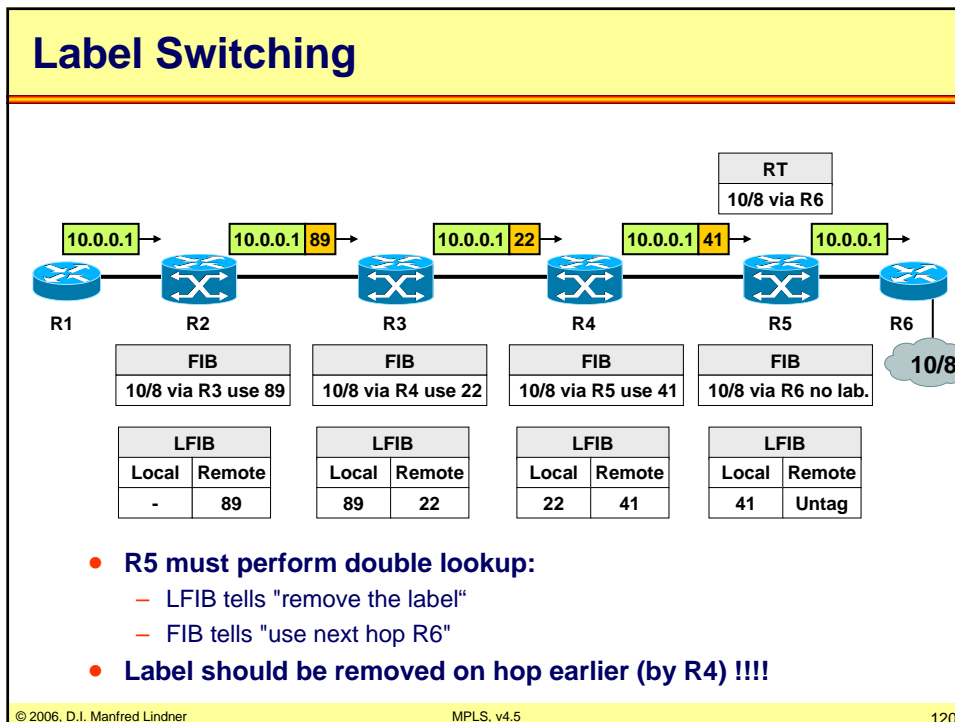 Label Switching
RT
10/8 via R6
10.0.0.1
10.0.0.1 89
10.0.0.1 22
10.0.0.1 41
10.0.0.1
R1
R2
R3
R4
R5
R6
10/8
FIB
10/8 via R3 use 89
FIB
10/8 via R4 use 22
FIB
10/8 via R5 use 41
FIB
10/8 via R6 no lab.
LFIB
Local Remote
- 89
LFIB
Local Remote
89 22
LFIB
Local Remote
22 41
LFIB
Local Remote
41 Untag
• R5 must perform double lookup:
– LFIB tells "remove the label“
– FIB tells "use next hop R6"
• Label should be removed on hop earlier (by R4) !!!!
© 2006, D.I. Manfred Lindner
MPLS, v4.5
120